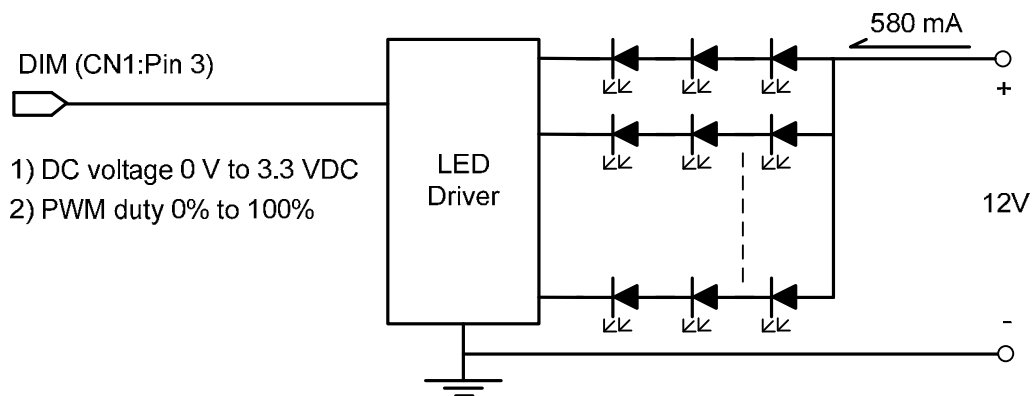 580 mA
DIM (CN1:Pin 3)
+
1) DC voltage 0 V to 3.3 VDC
2) PWM duty 0% to 100%
LED
Driver
12V
-